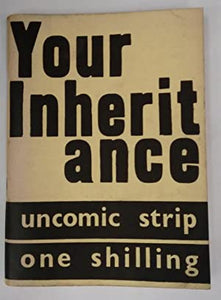 Your
Inherit
ance
uncomic strip
one shilling